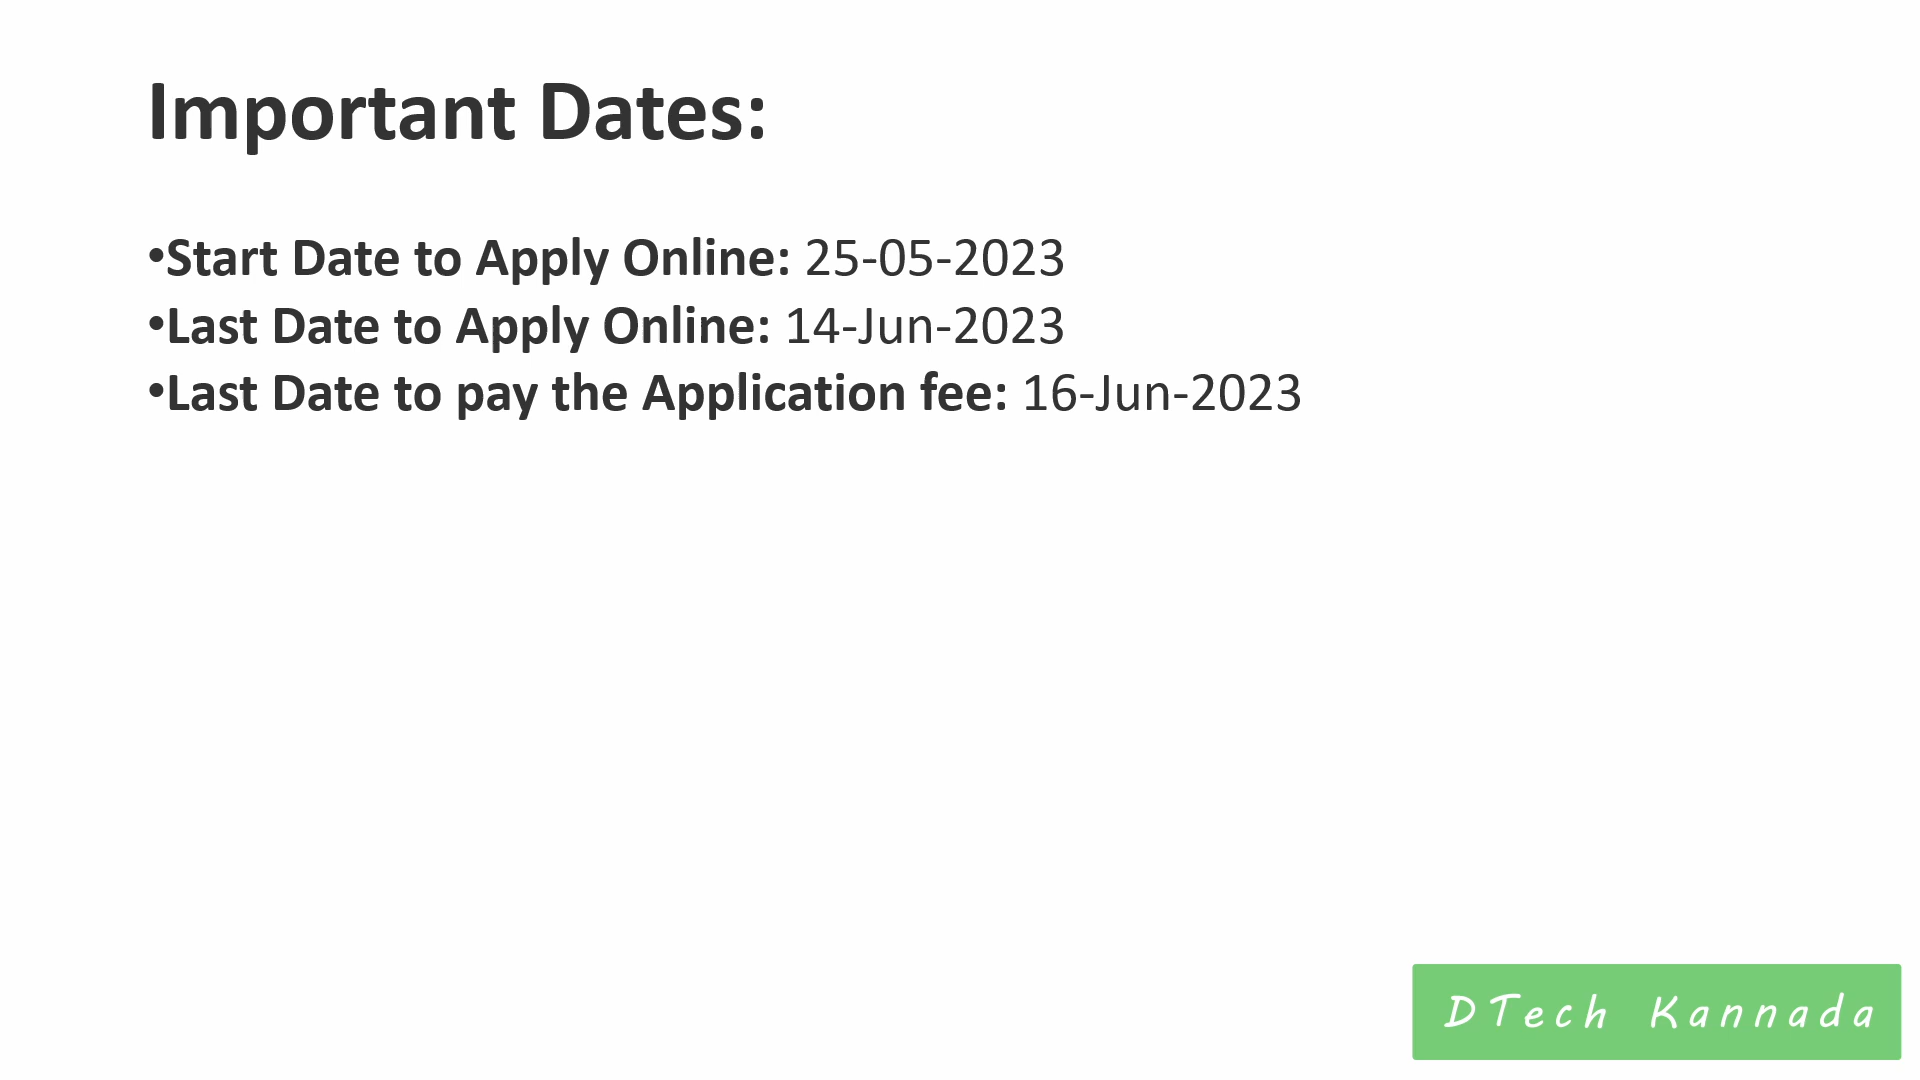 Important Dates:
•Start Date to Apply Online: 25-05-2023
•Last Date to Apply Online: 14-Jun-2023
•Last Date to pay the Application fee: 16-Jun-2023
DTech Kannada